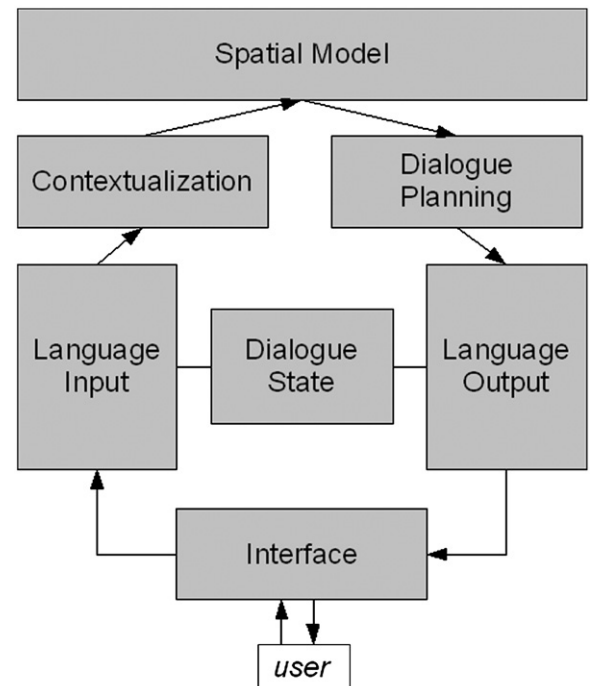 Spatial Model
Contextualization
Dialogue
Planning
Language
Input
Dialogue
State
Language
Output
Interface
user